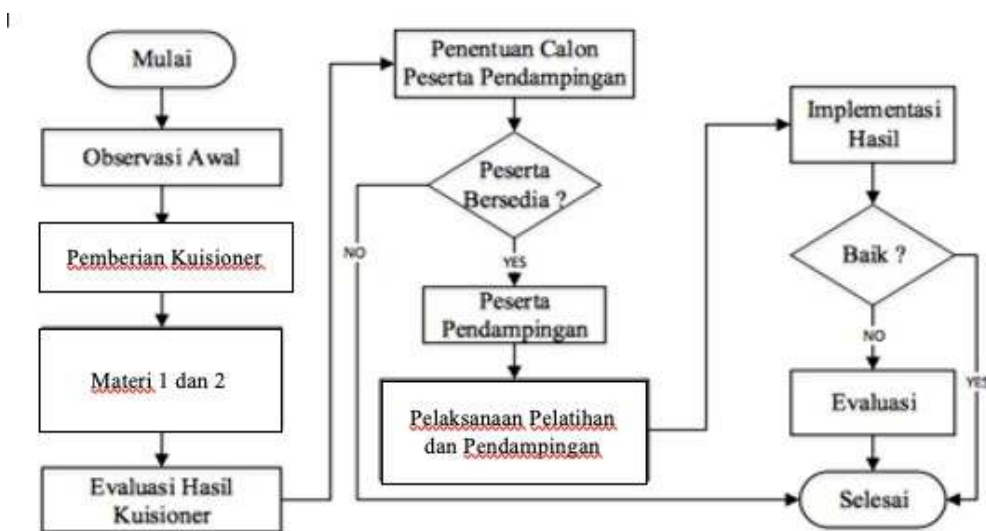 Mulai
Observasi Awal
Pemberian Kuisioner
Materi 1 dan 2
Evaluasi Hasil
Kuisioner
Penentuan Calon
Peserta Pendampingan
Peserta
Bersedia ?
NO
YES
Peserta
Pendampingan
Pelaksanaan Pelatihan
dan Pendampingan
Implementasi
Hasil
Baik ?
NO
YES
Evaluasi
Selesai